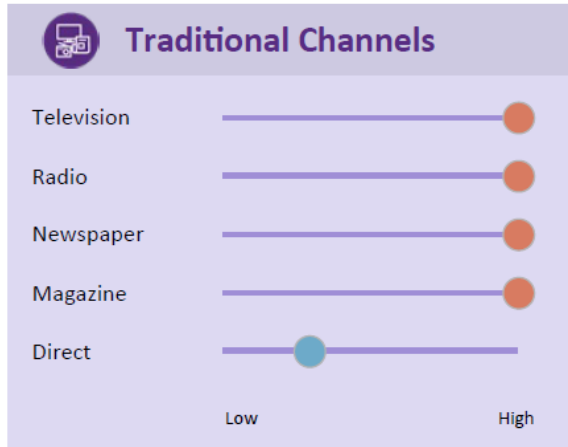 Traditional Channels
Television
Radio
Newspaper
Magazine
Direct
Low High